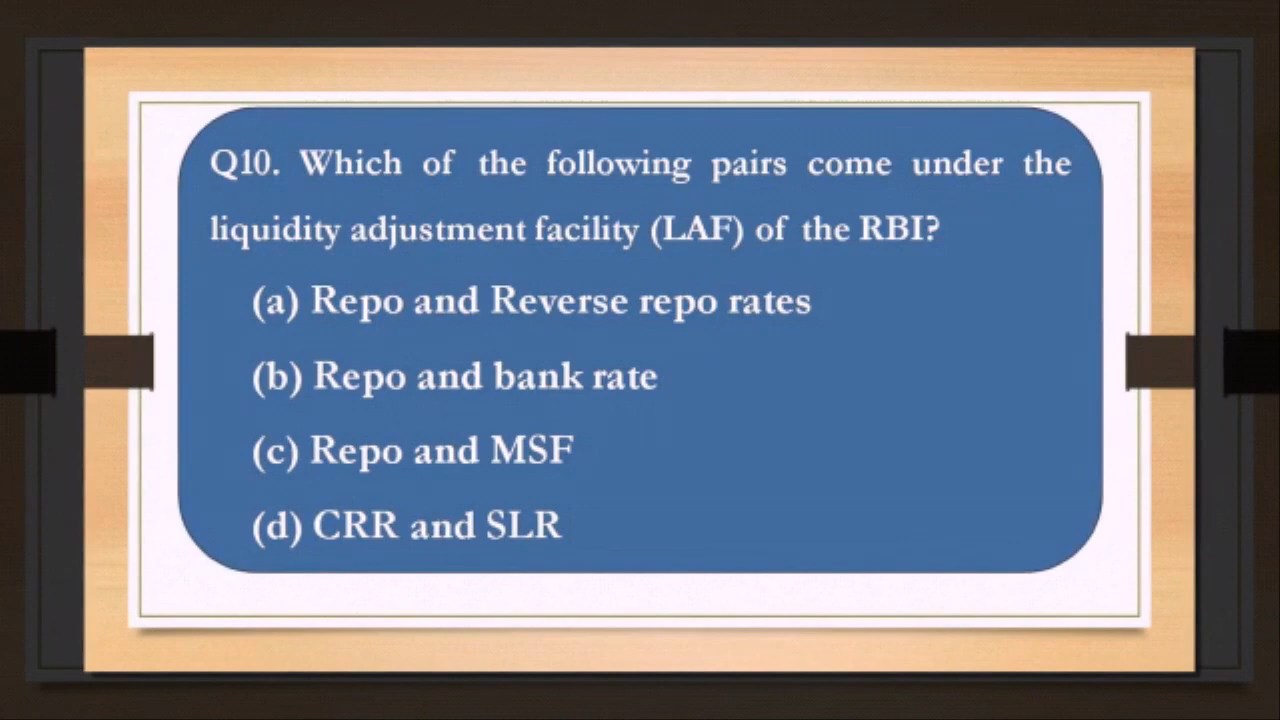 Q10. Which of the following pairs come under the
liquidity adjustment facility (LAF) of the RBI?
(a) Repo and Reverse repo rates
(b) Repo and bank rate
(c) Repo and MSF
(d) CRR and SLR